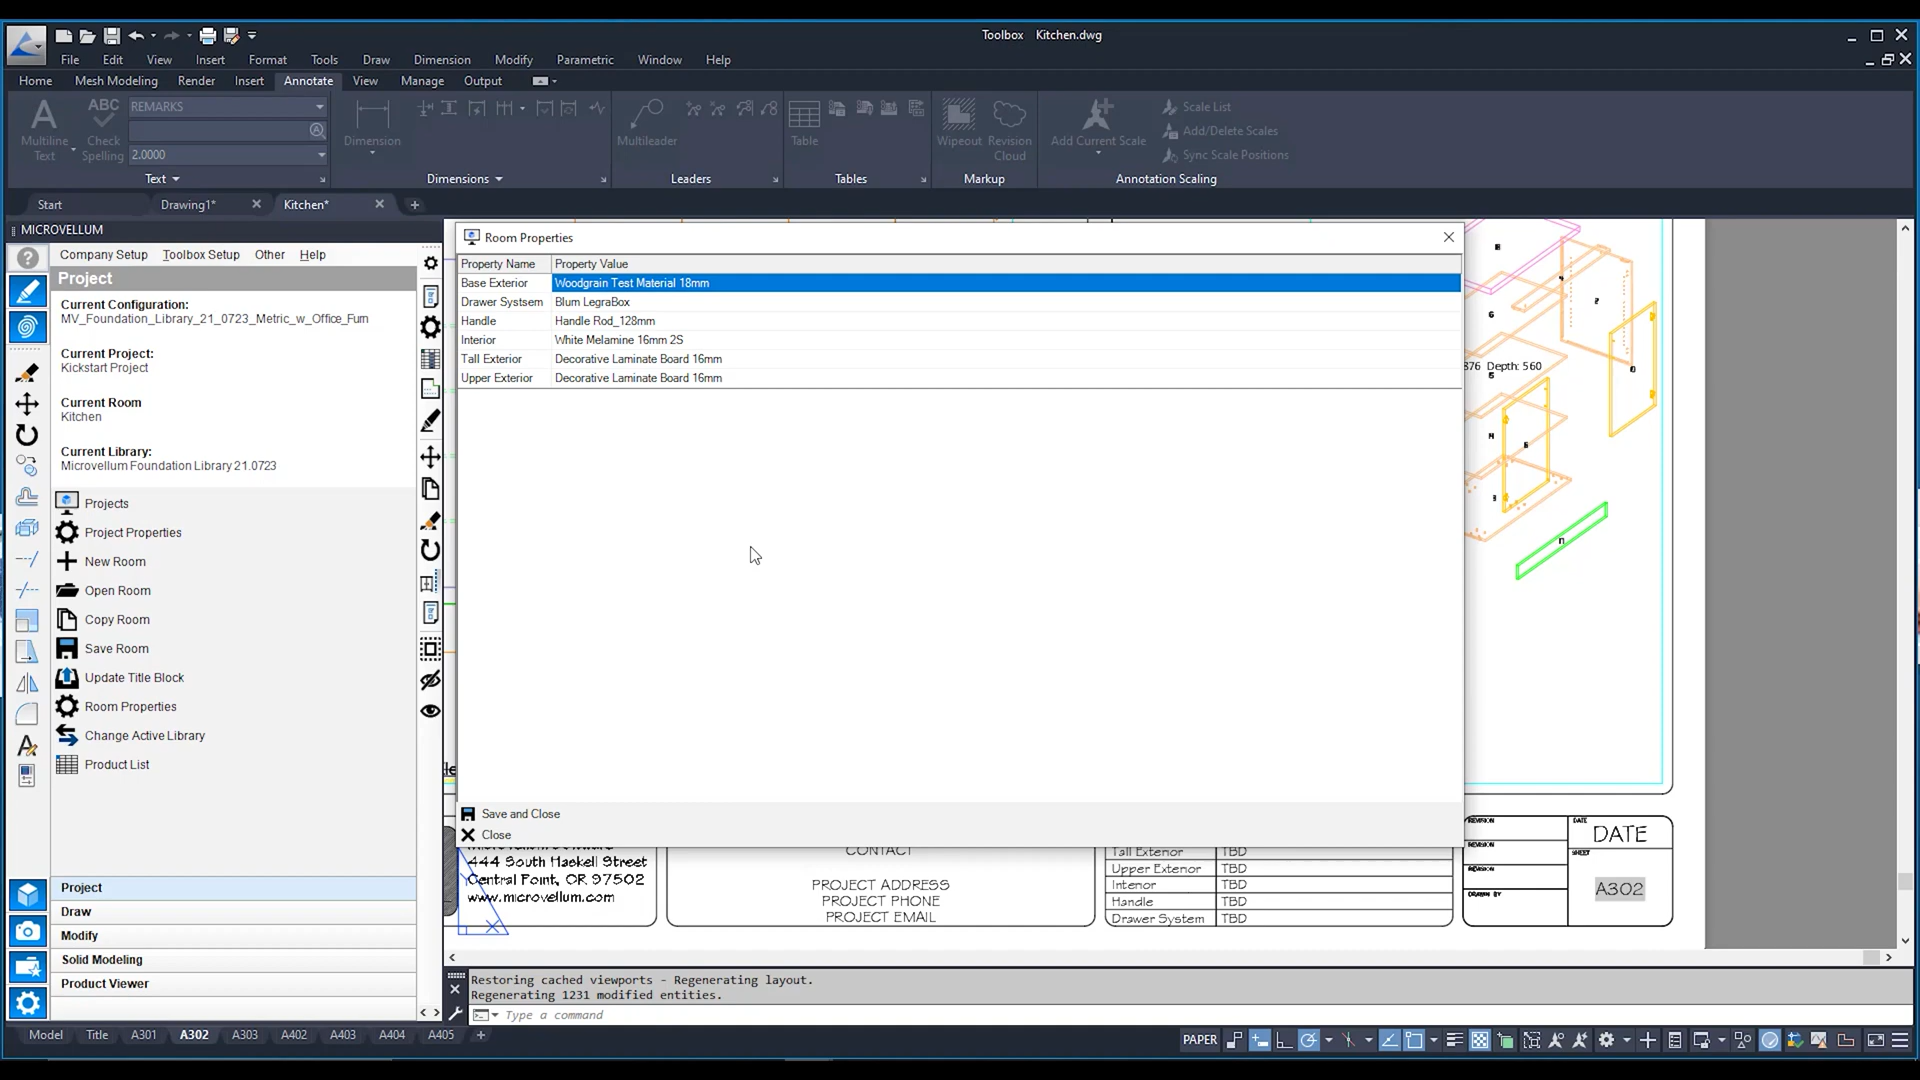 Toolbox Kitchen.dwg
File Edit View Insert Format Tools Draw Dimension Modify Parametric Window Help
Home Mesh Modeling Render Insert Annotate View Manage Output
A ABC REMARKS
Multiline Text
Check Spelling
2.0000
Dimension
Multileader
Table
Wipeout Revision Cloud
Add Current Scale
Scale List
Add/Delete Scales
Sync Scale Positions
Text Dimensions Leaders Tables Markup Annotation Scaling
Start Drawing1* Kitchen*
MICROVELLUM
Company Setup Toolbox Setup Other Help
Project
Current Configuration:
MV_Foundation_Library_21_0723_Metric_w_Office_Furn
Current Project:
Kickstart Project
Current Room
Kitchen
Current Library:
Microvellum Foundation Library 21.0723
Projects
Project Properties
New Room
Open Room
Copy Room
Save Room
Update Title Block
Room Properties
Change Active Library
Product List
Project
Draw
Modify
Solid Modeling
Product Viewer
Room Properties
Property Name Property Value
Base Exterior Woodgrain Test Material 18mm
Drawer Systsem Blum LegraBox
Handle Handle Rod_128mm
Interior White Melamine 16mm 2S
Tall Exterior Decorative Laminate Board 16mm
Upper Exterior Decorative Laminate Board 16mm
Save and Close
Close
876 Depth: 560
444 South Haskell Street
Central Point, OR 97502
www.microvellum.com
CONTACT
PROJECT ADDRESS
PROJECT PHONE
PROJECT EMAIL
Tall Exterior TBD
Upper Exterior TBD
Interior TBD
Handle TBD
Drawer System TBD
REVISION
REVISION
REVISION
DRAWN BY
DATE
DATE
SHEET
A302
Restoring cached viewports - Regenerating layout.
Regenerating 1231 modified entities.
Type a command
Model Title A301 A302 A303 A402 A403 A404 A405
PAPER